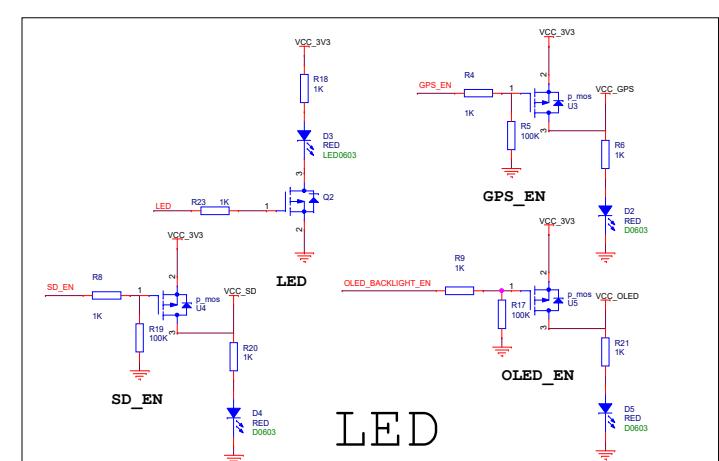 VCC_3V3
R18
1K
D3
RED
LED0603
3
Q2
LED
R23 1K
1
2
LED
VCC_3V3
GPS_EN
R4
1K
1
2
p_mos
U3
3
R5
100K
VCC_GPS
R6
1K
D2
RED
D0603
GPS_EN
VCC_3V3
SD_EN
R8
1K
1
2
p_mos
U4
3
R19
100K
VCC_SD
R20
1K
D4
RED
D0603
SD_EN
VCC_3V3
OLED_BACKLIGHT_EN
R9
1K
1
2
p_mos
U5
3
R17
100K
VCC_OLED
R21
1K
D5
RED
D0603
OLED_EN
LED